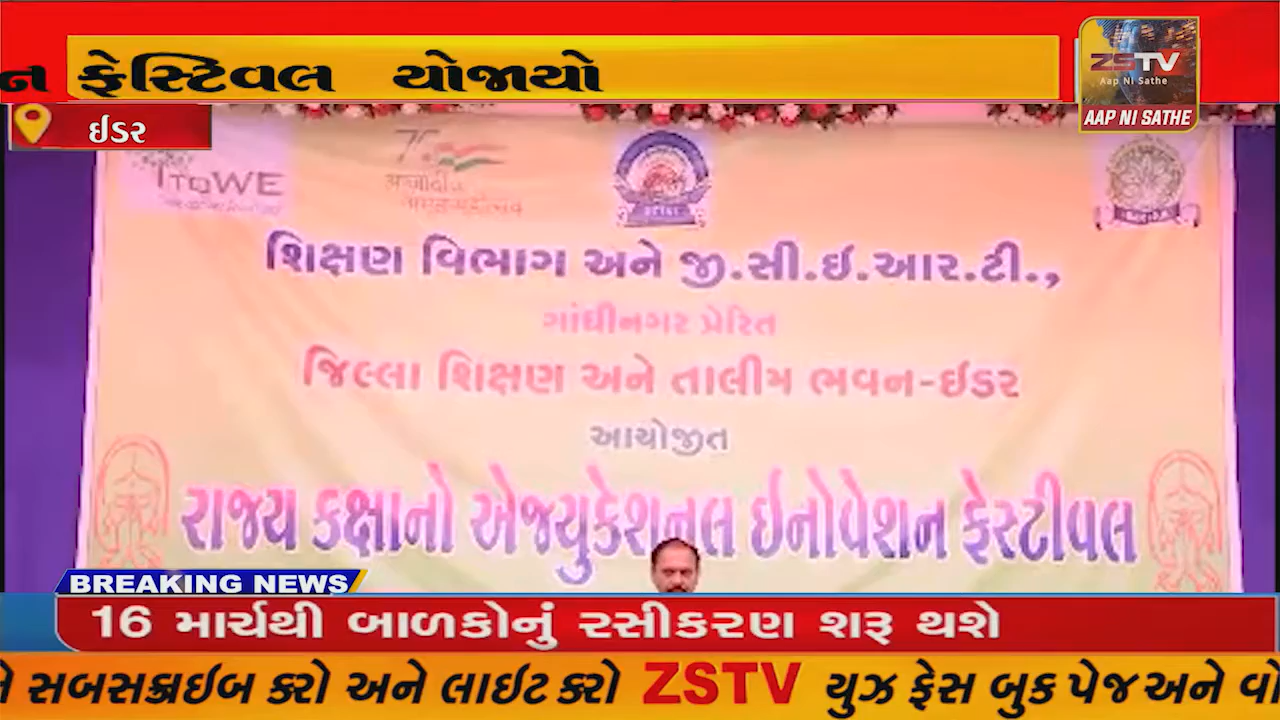 ન ફેસ્ટિવલ યોજાયો
ZSTV
Aap Ni Sathe
AAP NI SATHE
ઈડર
TOWE
શિક્ષણ વિભાગ અને જી.સી.ઈ.આર.ટી.,
ગાંધીનગર પ્રેરિત
જિલ્લા શિક્ષણ અને તાલીમ ભવન-ઇડર
આયોજીત
રાજ્ય કક્ષાનો એજ્યુકેશનલ ઈનોવેશન ફેસ્ટીવલ
BREAKING NEWS
16 માર્ચથી બાળકોનું રસીકરણ શરૂ થશે
ને સબસક્રાઈબ કરો અને લાઈટ કરો ZSTV યુઝ ફેસ બુક પેજ અને વો